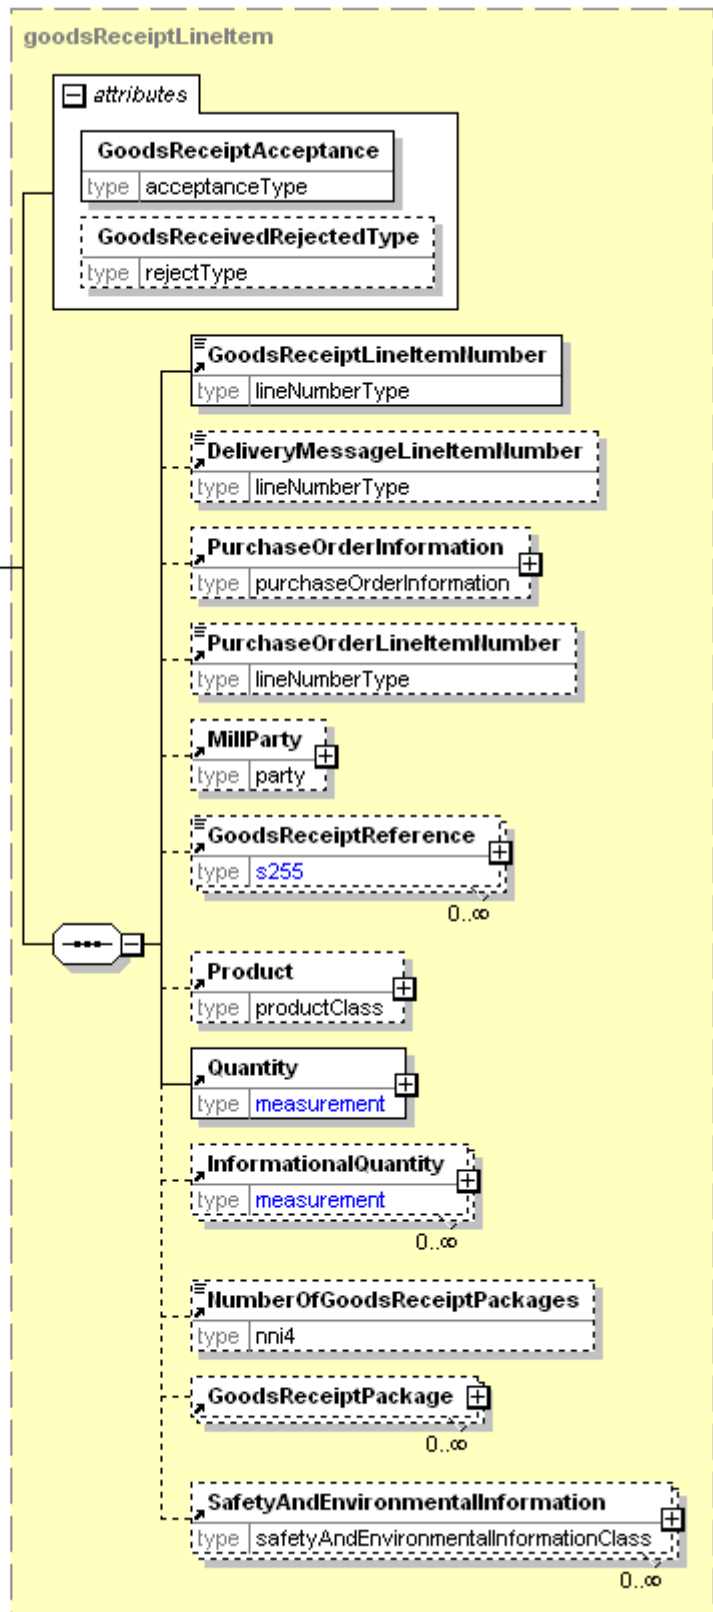 goodsReceiptLineItem
attributes
GoodsReceiptAcceptance
type acceptanceType
GoodsReceivedRejectedType
type rejectType
GoodsReceiptLineItemNumber
type lineNumberType
DeliveryMessageLineItemNumber
type lineNumberType
PurchaseOrderInformation
type purchaseOrderInformation
PurchaseOrderLineItemNumber
type lineNumberType
MillParty
type party
GoodsReceiptReference
type s255
0..∞
Product
type productClass
Quantity
type measurement
InformationalQuantity
type measurement
0..∞
NumberOfGoodsReceiptPackages
type nni4
GoodsReceiptPackage
0..∞
SafetyAndEnvironmentalInformation
type safetyAndEnvironmentalInformationClass
0..∞